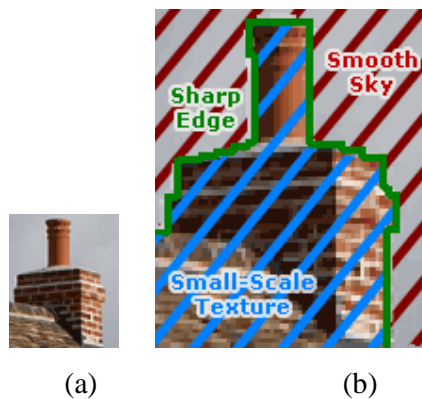 Smooth
Sky
Sharp
Edge
Small-Scale
Texture
(a)
(b)